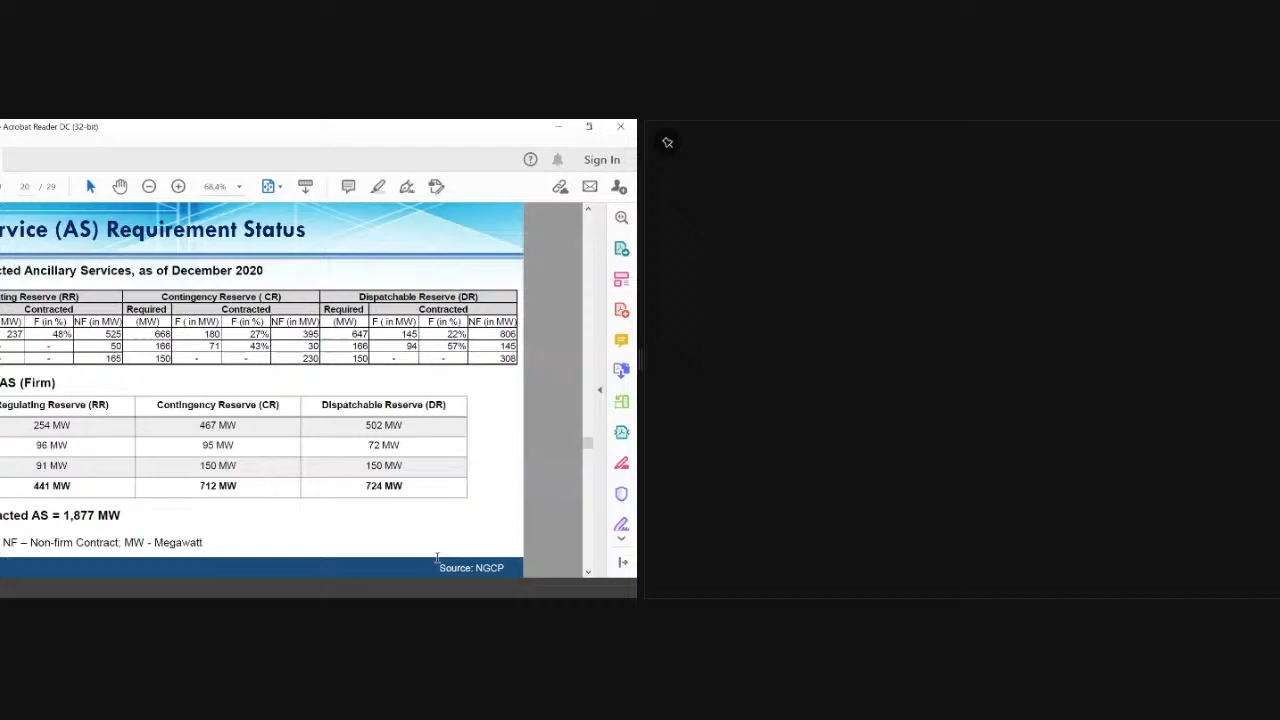 - Acrobat Reader DC (32-bit)
Sign In
20 / 29
68.4%
rvice (AS) Requirement Status
cted Ancillary Services, as of December 2020
ting Reserve (RR) Contingency Reserve ( CR) Dispatchable Reserve (DR)
Contracted Required Contracted Required Contracted
MW) F (in %) NF (in MW) (MW) F ( in MW) F (in %) NF (in MW) (MW) F ( in MW) F (in %) NF (in MW)
237 48% 525 668 180 27% 395 647 145 22% 806
- - 50 166 71 43% 30 166 94 57% 145
- - 165 150 - - 230 150 - - 308
AS (Firm)
egulating Reserve (RR) Contingency Reserve (CR) Dispatchable Reserve (DR)
254 MW 467 MW 502 MW
96 MW 95 MW 72 MW
91 MW 150 MW 150 MW
441 MW 712 MW 724 MW
acted AS = 1,877 MW
NF – Non-firm Contract; MW - Megawatt
Source: NGCP